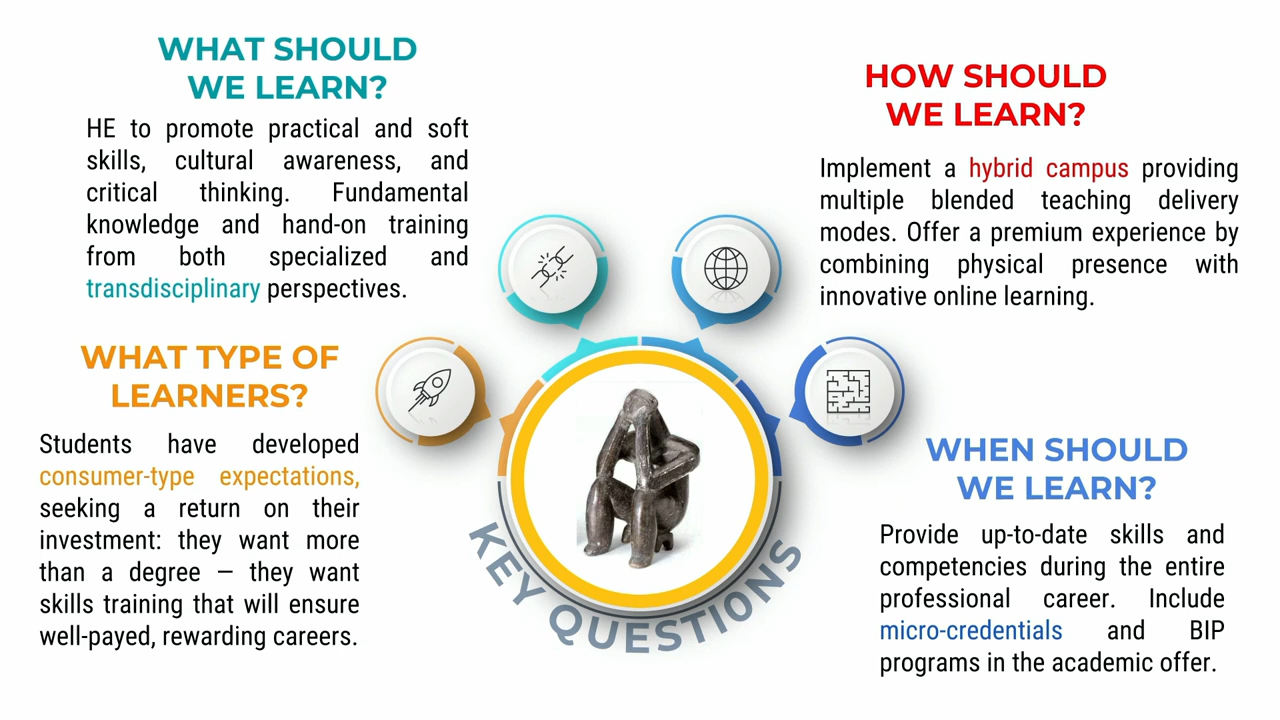 WHAT SHOULD
WE LEARN?
HE to promote practical and soft
skills, cultural awareness, and
critical thinking. Fundamental
knowledge and hand-on training
from both specialized and
transdisciplinary perspectives.
HOW SHOULD
WE LEARN?
Implement a hybrid campus providing
multiple blended teaching delivery
modes. Offer a premium experience by
combining physical presence with
innovative online learning.
WHAT TYPE OF
LEARNERS?
Students have developed
consumer-type expectations,
seeking a return on their
investment: they want more
than a degree – they want
skills training that will ensure
well-payed, rewarding careers.
WHEN SHOULD
WE LEARN?
Provide up-to-date skills and
competencies during the entire
professional career. Include
micro-credentials and BIP
programs in the academic offer.
KEY QUESTIONS